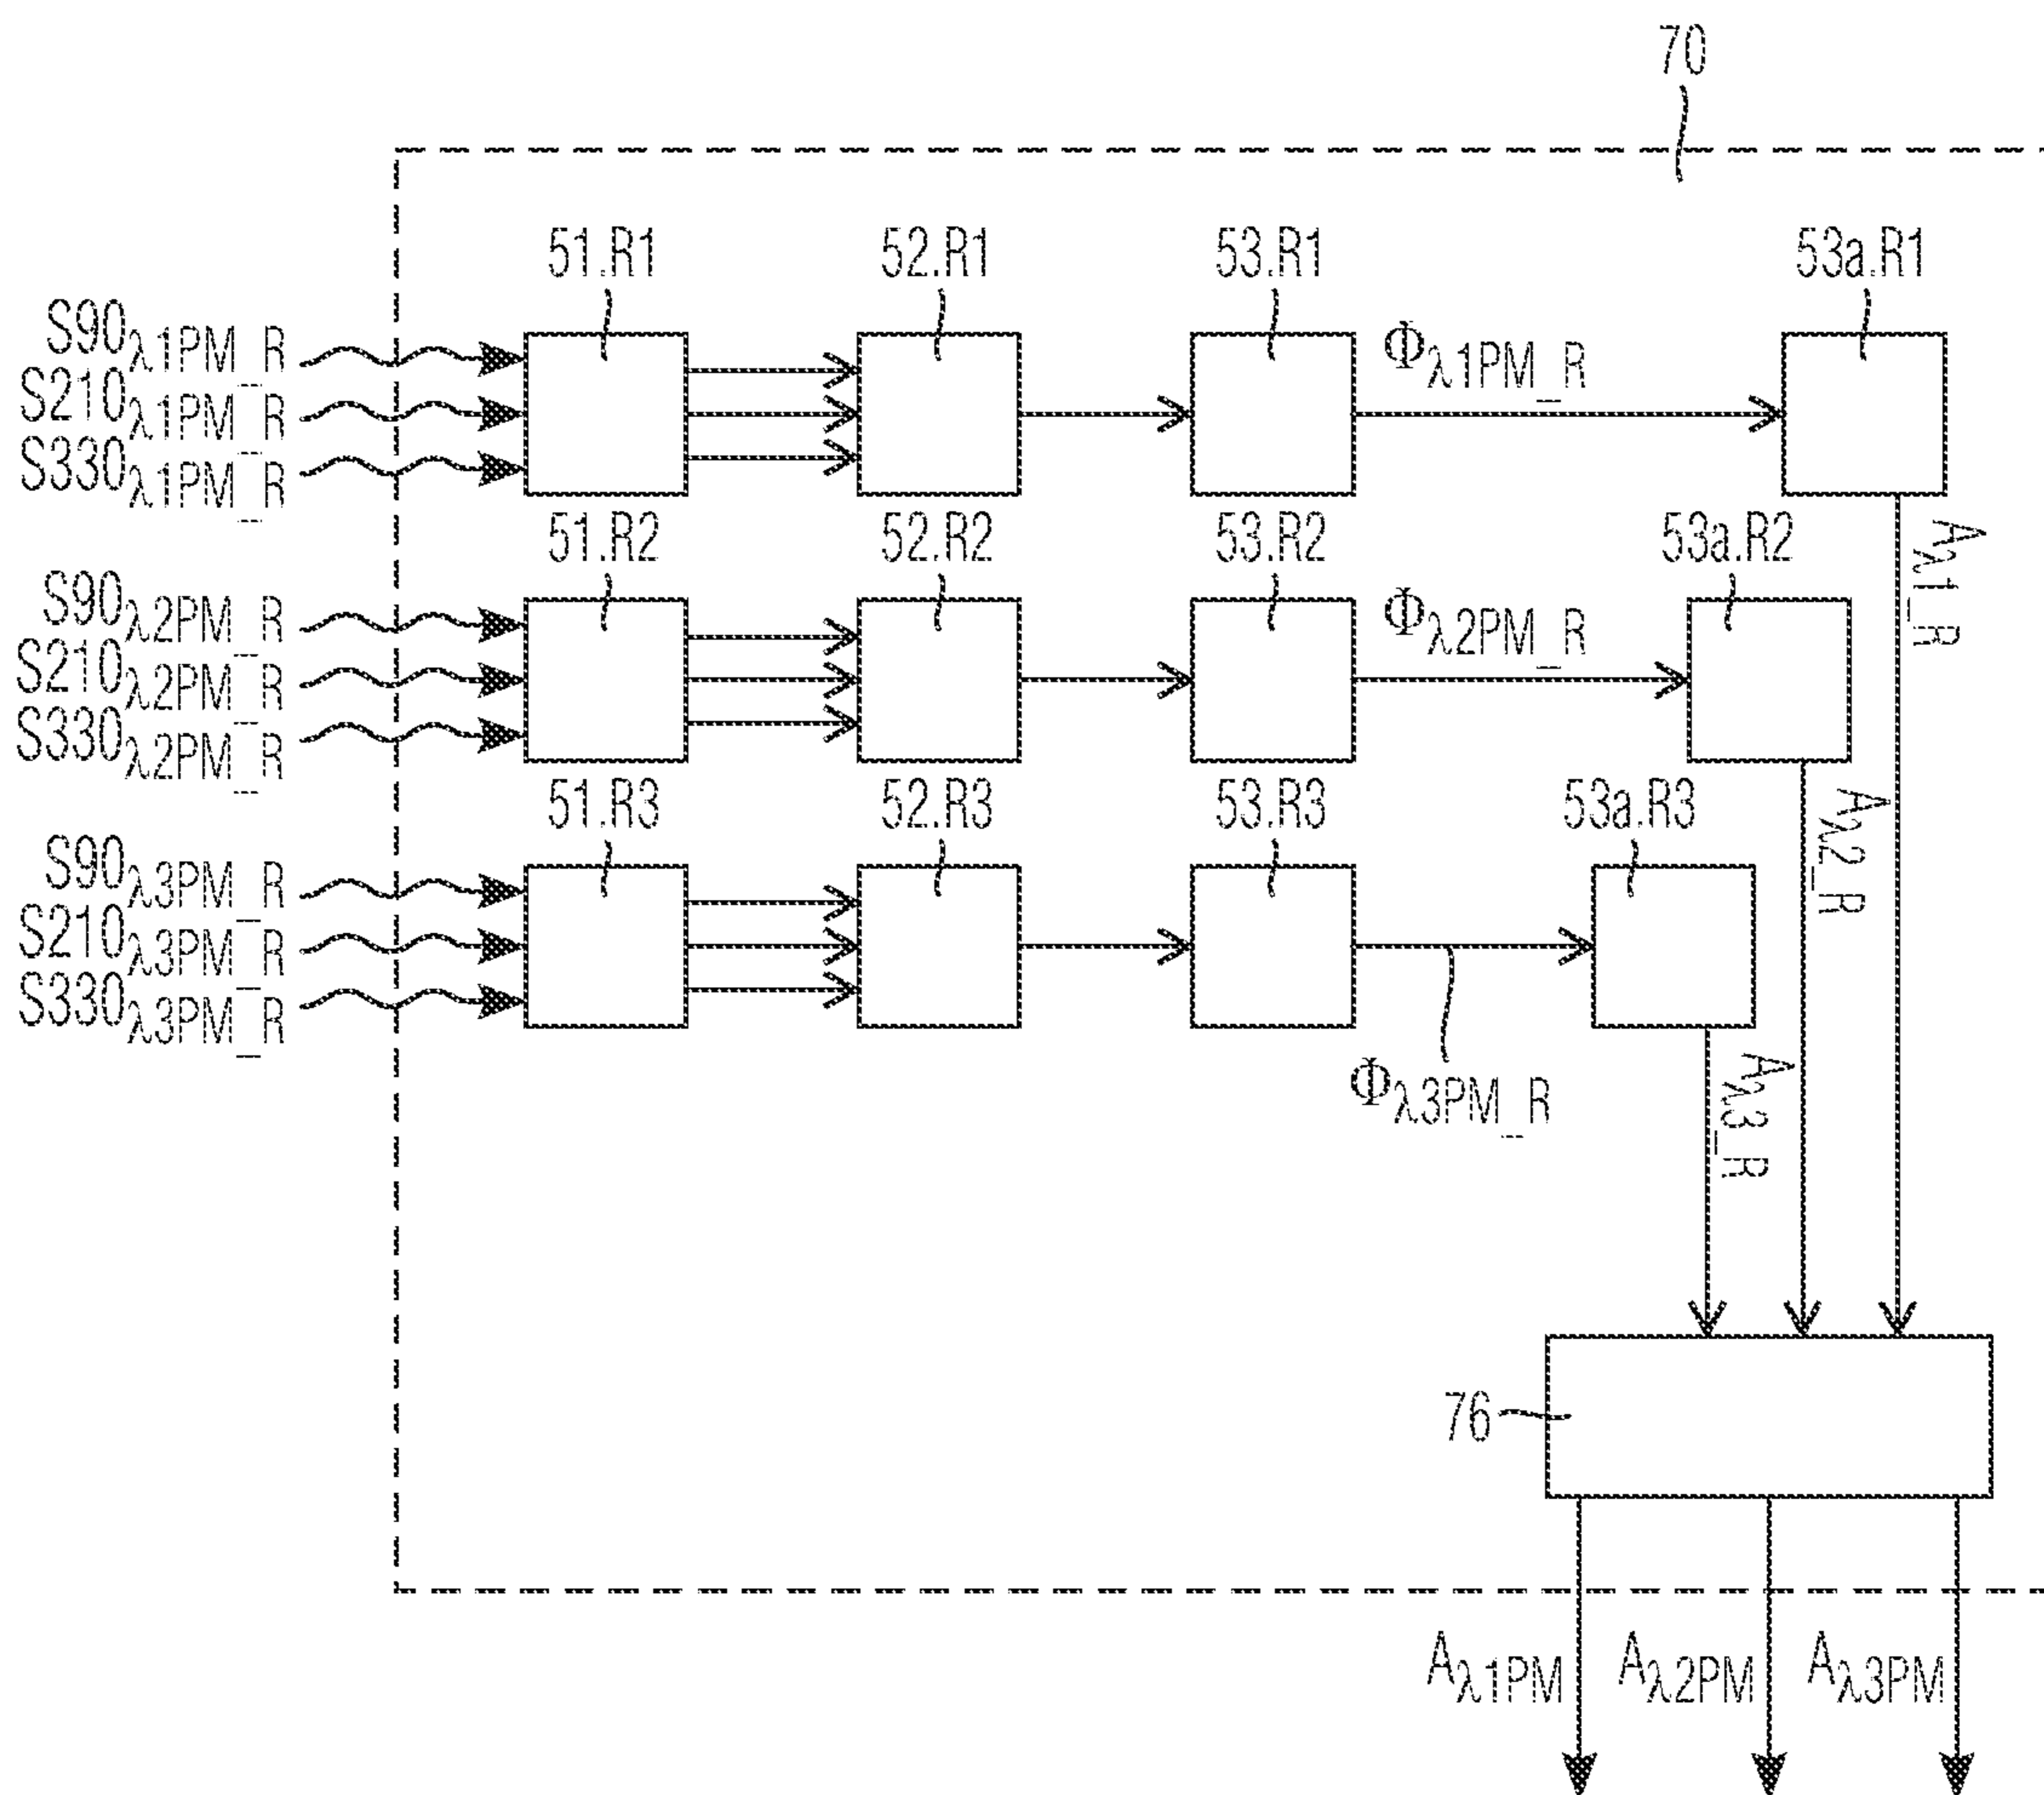 70
51.R1 52.R1 53.R1 53a.R1
S90λ1PM_R
S210λ1PM_R
S330λ1PM_R
Φλ1PM_R
Aλ1_R
51.R2 52.R2 53.R2 53a.R2
S90λ2PM_R
S210λ2PM_R
S330λ2PM_R
Φλ2PM_R
Aλ2_R
51.R3 52.R3 53.R3 53a.R3
S90λ3PM_R
S210λ3PM_R
S330λ3PM_R
Φλ3PM_R
Aλ3_R
76
Aλ1PM Aλ2PM Aλ3PM